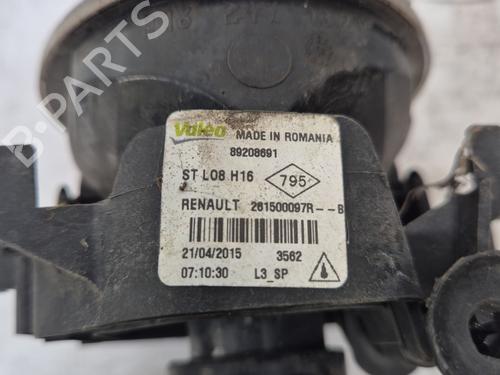 Valeo MADE IN ROMANIA
89208691
ST L08 H16 795
RENAULT 261500097R--B
21/04/2015 3562
07:10:30 L3_SP